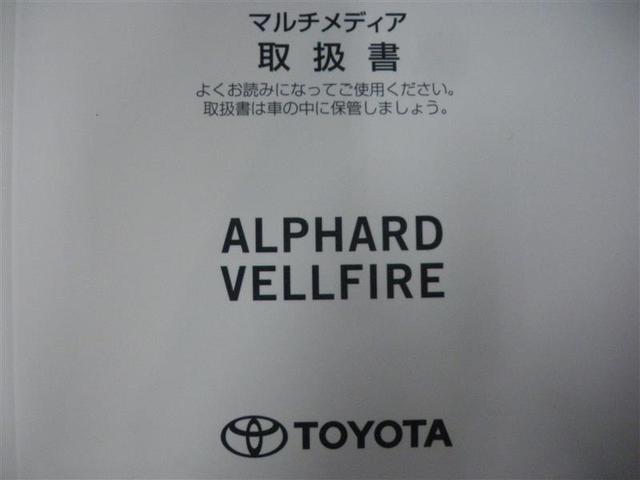 マルチメディア
取扱書
よくお読みになってご使用ください。
取扱書は車の中に保管しましょう。
ALPHARD
VELLFIRE
TOYOTA